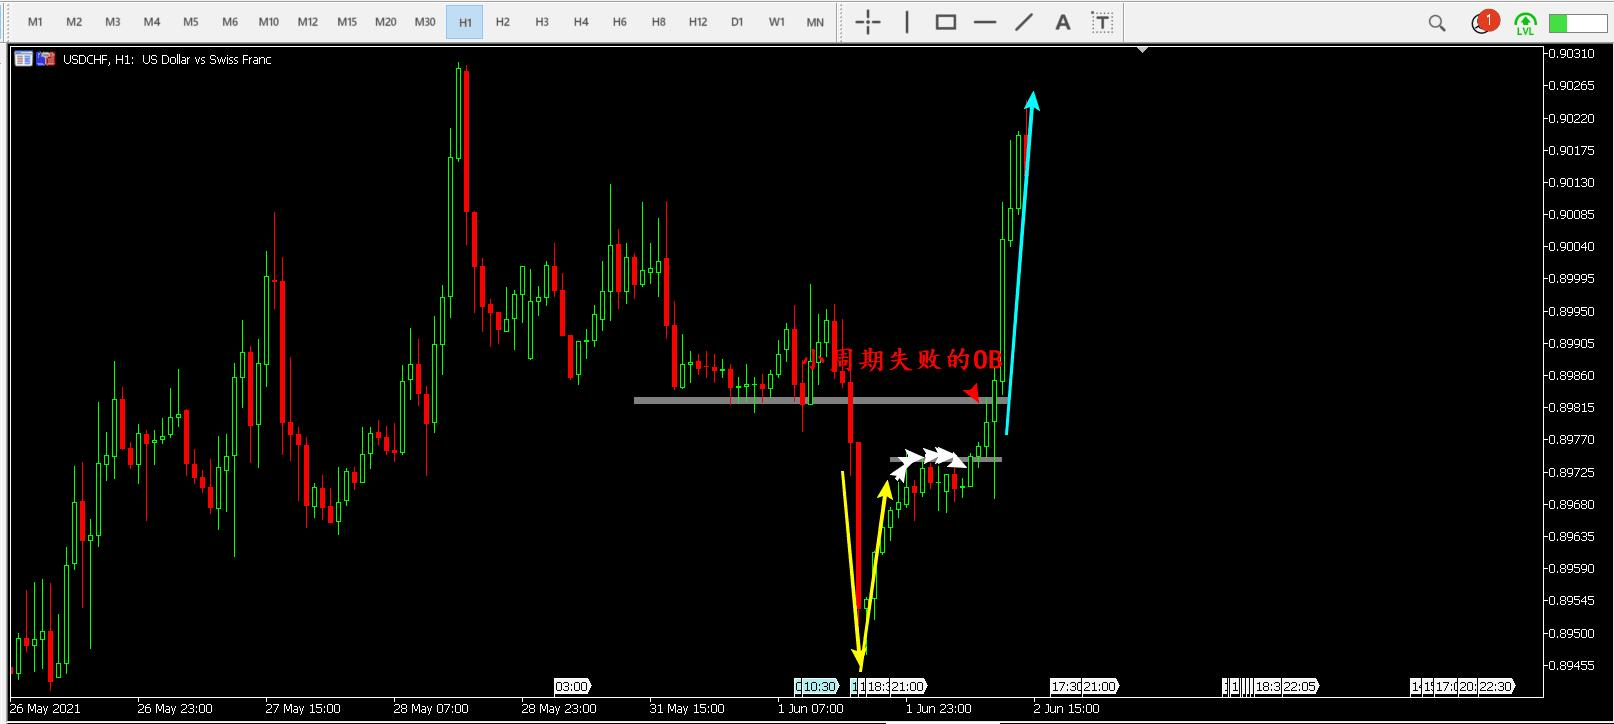 M1 M2 M3 M4 M5 M6 M10 M12 M15 M20 M30 H1 H2 H3 H4 H6 H8 H12 D1 W1 MN
A T 1
LVL
USDCHF, H1: US Dollar vs Swiss Franc
0.90310
0.90265
0.90220
0.90175
0.90130
0.90085
0.90040
0.89995
0.89950
0.89905
小周期失败的OB
0.89860
0.89815
0.89770
0.89725
0.89680
0.89635
0.89590
0.89545
0.89500
0.89455
03:00 10:30 18:3 21:00 17:30 21:00 18:3 22:05 17:0 20: 22:30
26 May 2021 26 May 23:00 27 May 15:00 28 May 07:00 28 May 23:00 31 May 15:00 1 Jun 07:00 1 Jun 23:00 2 Jun 15:00